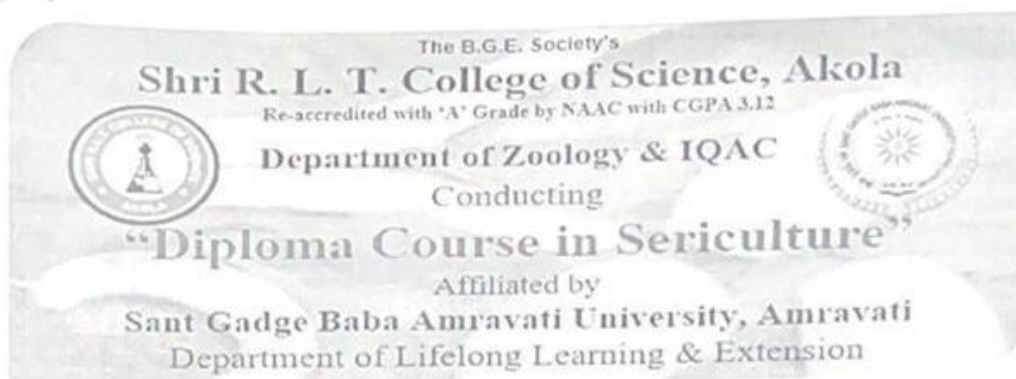 The B.G.E. Society's
Shri R. L. T. College of Science, Akola
Re-accredited with 'A' Grade by NAAC with CGPA 3.12
Department of Zoology & IQAC
Conducting
“Diploma Course in Sericulture”
Affiliated by
Sant Gadge Baba Amravati University, Amravati
Department of Lifelong Learning & Extension